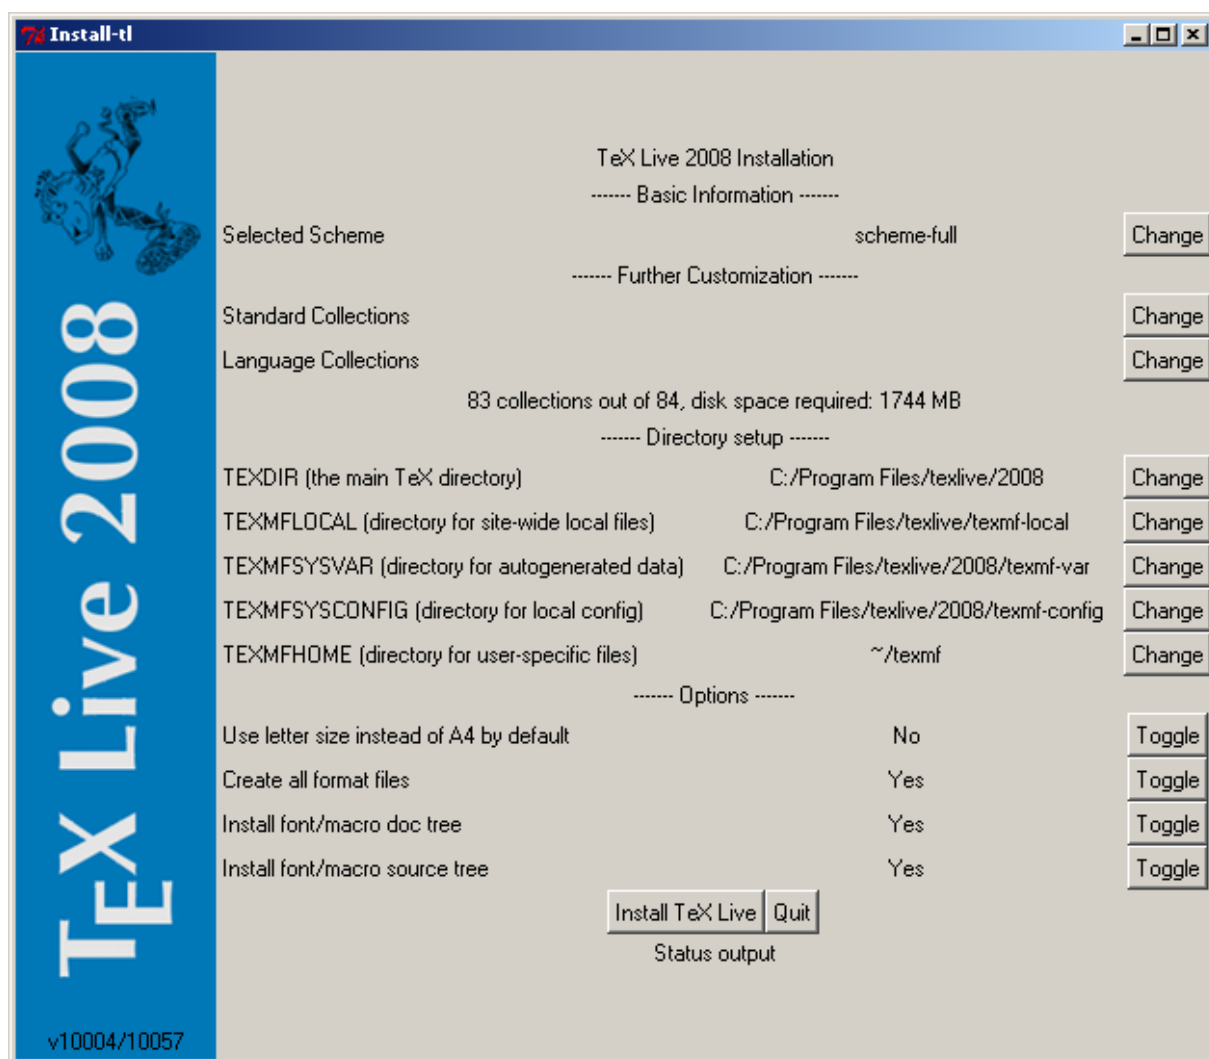 Install-tl
TeX Live 2008 Installation
------- Basic Information -------
Selected Scheme scheme-full Change
------- Further Customization -------
Standard Collections Change
Language Collections Change
83 collections out of 84, disk space required: 1744 MB
------- Directory setup -------
TEXDIR (the main TeX directory) C:/Program Files/texlive/2008 Change
TEXMFLOCAL (directory for site-wide local files) C:/Program Files/texlive/texmf-local Change
TEXMFSYSVAR (directory for autogenerated data) C:/Program Files/texlive/2008/texmf-var Change
TEXMFSYSCONFIG (directory for local config) C:/Program Files/texlive/2008/texmf-config Change
TEXMFHOME (directory for user-specific files) ~/texmf Change
------- Options -------
Use letter size instead of A4 by default No Toggle
Create all format files Yes Toggle
Install font/macro doc tree Yes Toggle
Install font/macro source tree Yes Toggle
Install TeX Live Quit
Status output
TEX Live 2008
v10004/10057